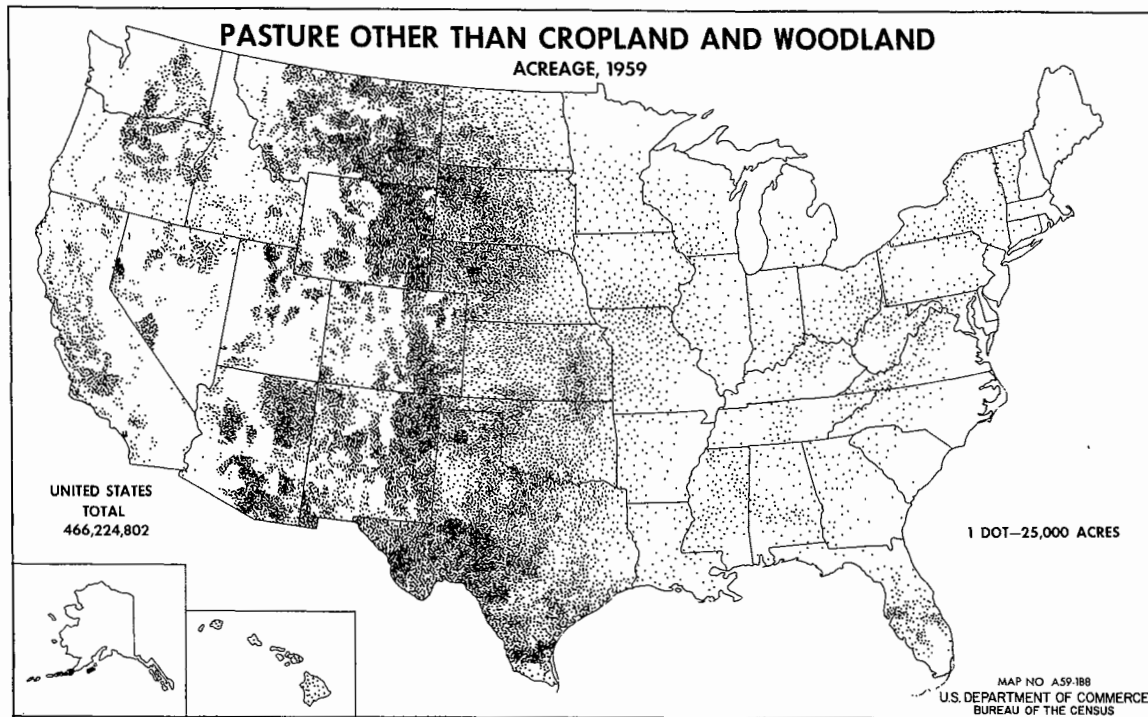 PASTURE OTHER THAN CROPLAND AND WOODLAND
ACREAGE, 1959
UNITED STATES
TOTAL
466,224,802
1 DOT—25,000 ACRES
MAP NO A59-188
U.S. DEPARTMENT OF COMMERCE
BUREAU OF THE CENSUS